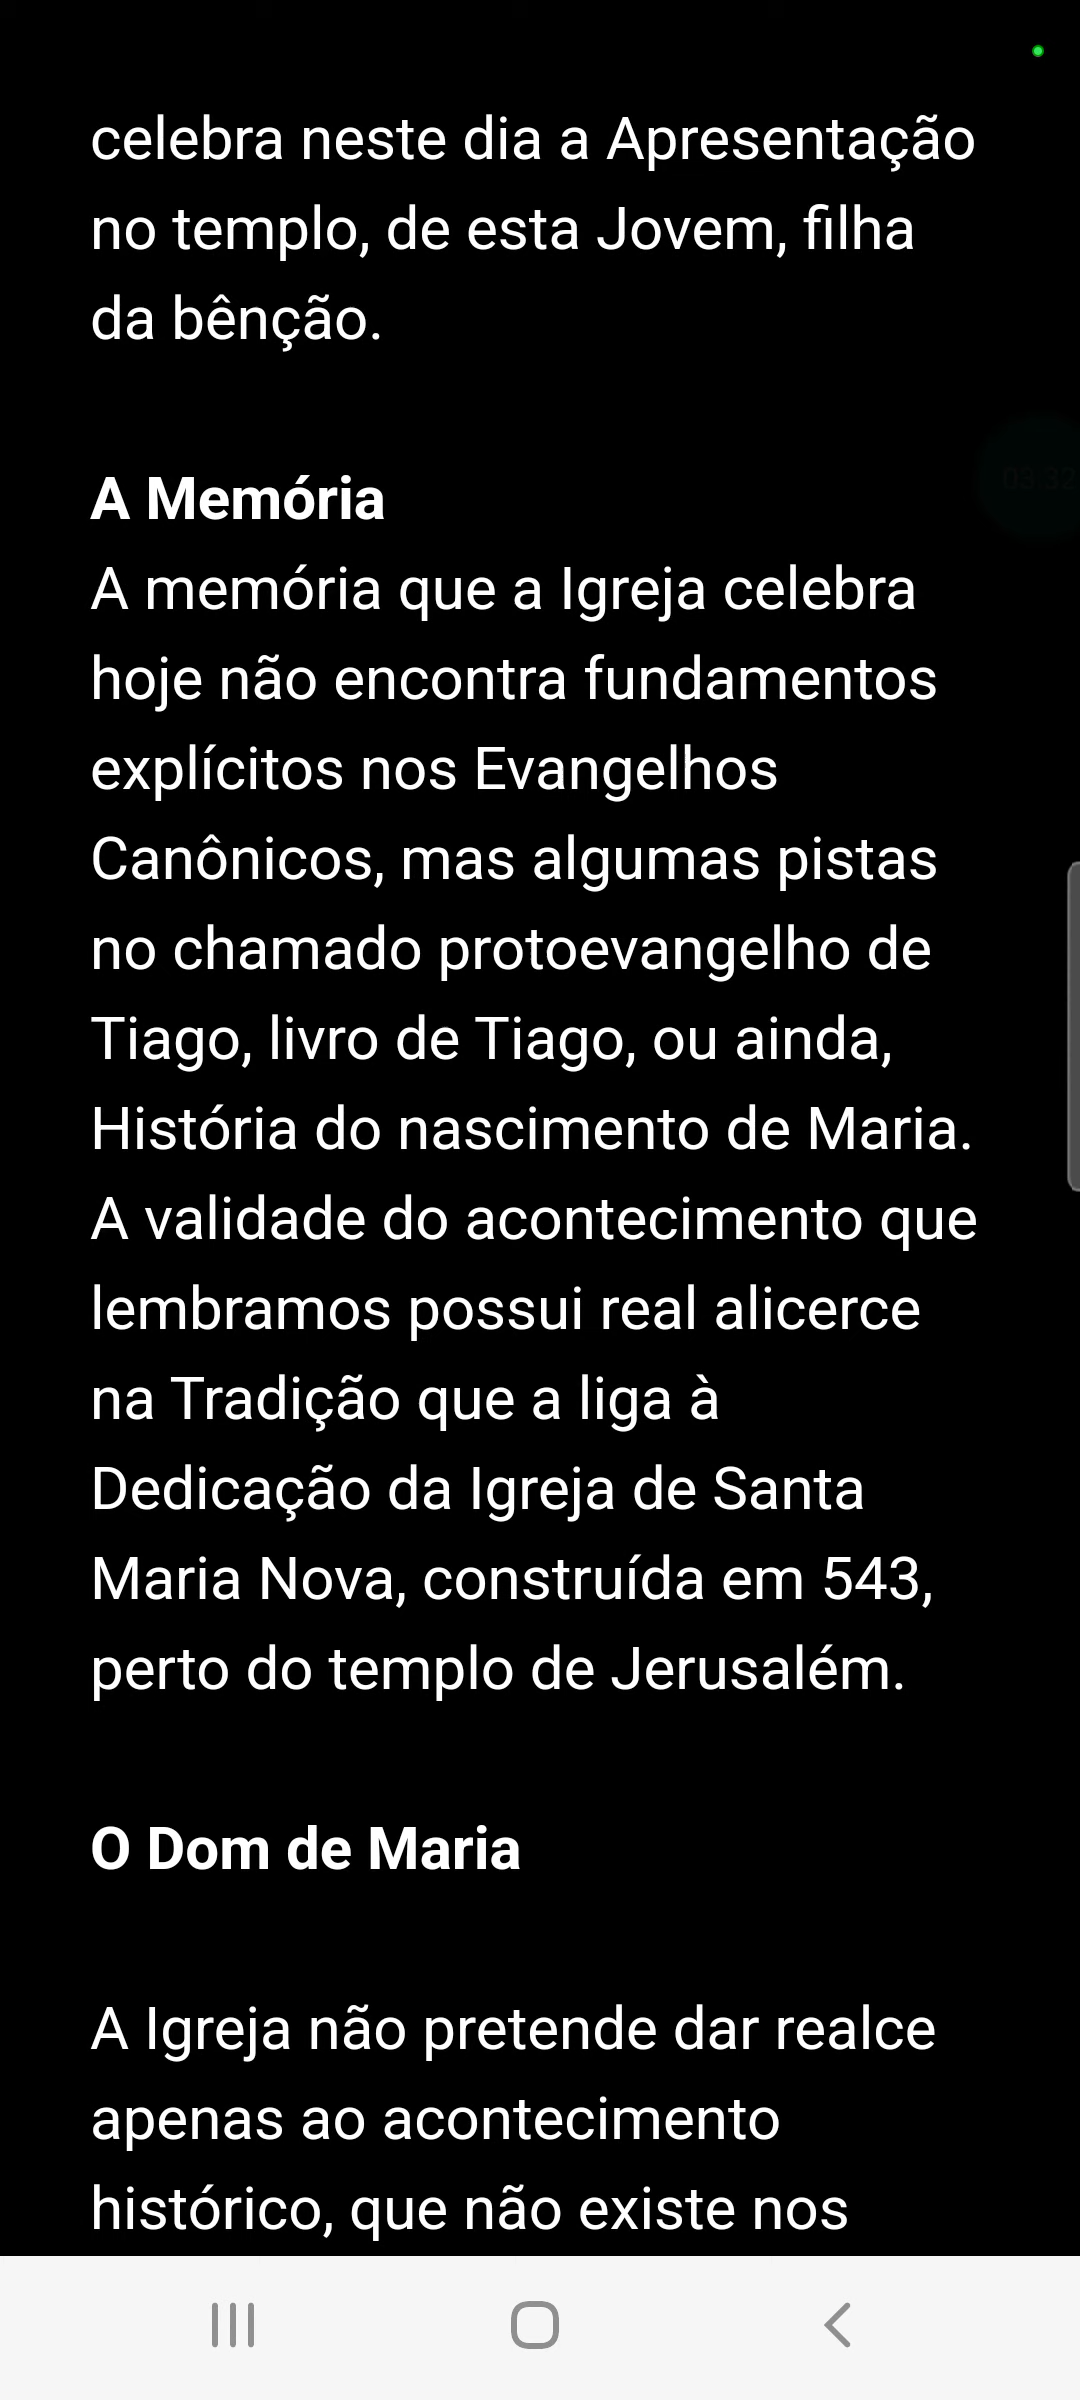 celebra neste dia a Apresentação
no templo, de esta Jovem, filha
da bênção.
03:32
A Memória
A memória que a Igreja celebra
hoje não encontra fundamentos
explícitos nos Evangelhos
Canônicos, mas algumas pistas
no chamado protoevangelho de
Tiago, livro de Tiago, ou ainda,
História do nascimento de Maria.
A validade do acontecimento que
lembramos possui real alicerce
na Tradição que a liga à
Dedicação da Igreja de Santa
Maria Nova, construída em 543,
perto do templo de Jerusalém.
O Dom de Maria
A Igreja não pretende dar realce
apenas ao acontecimento
histórico, que não existe nos